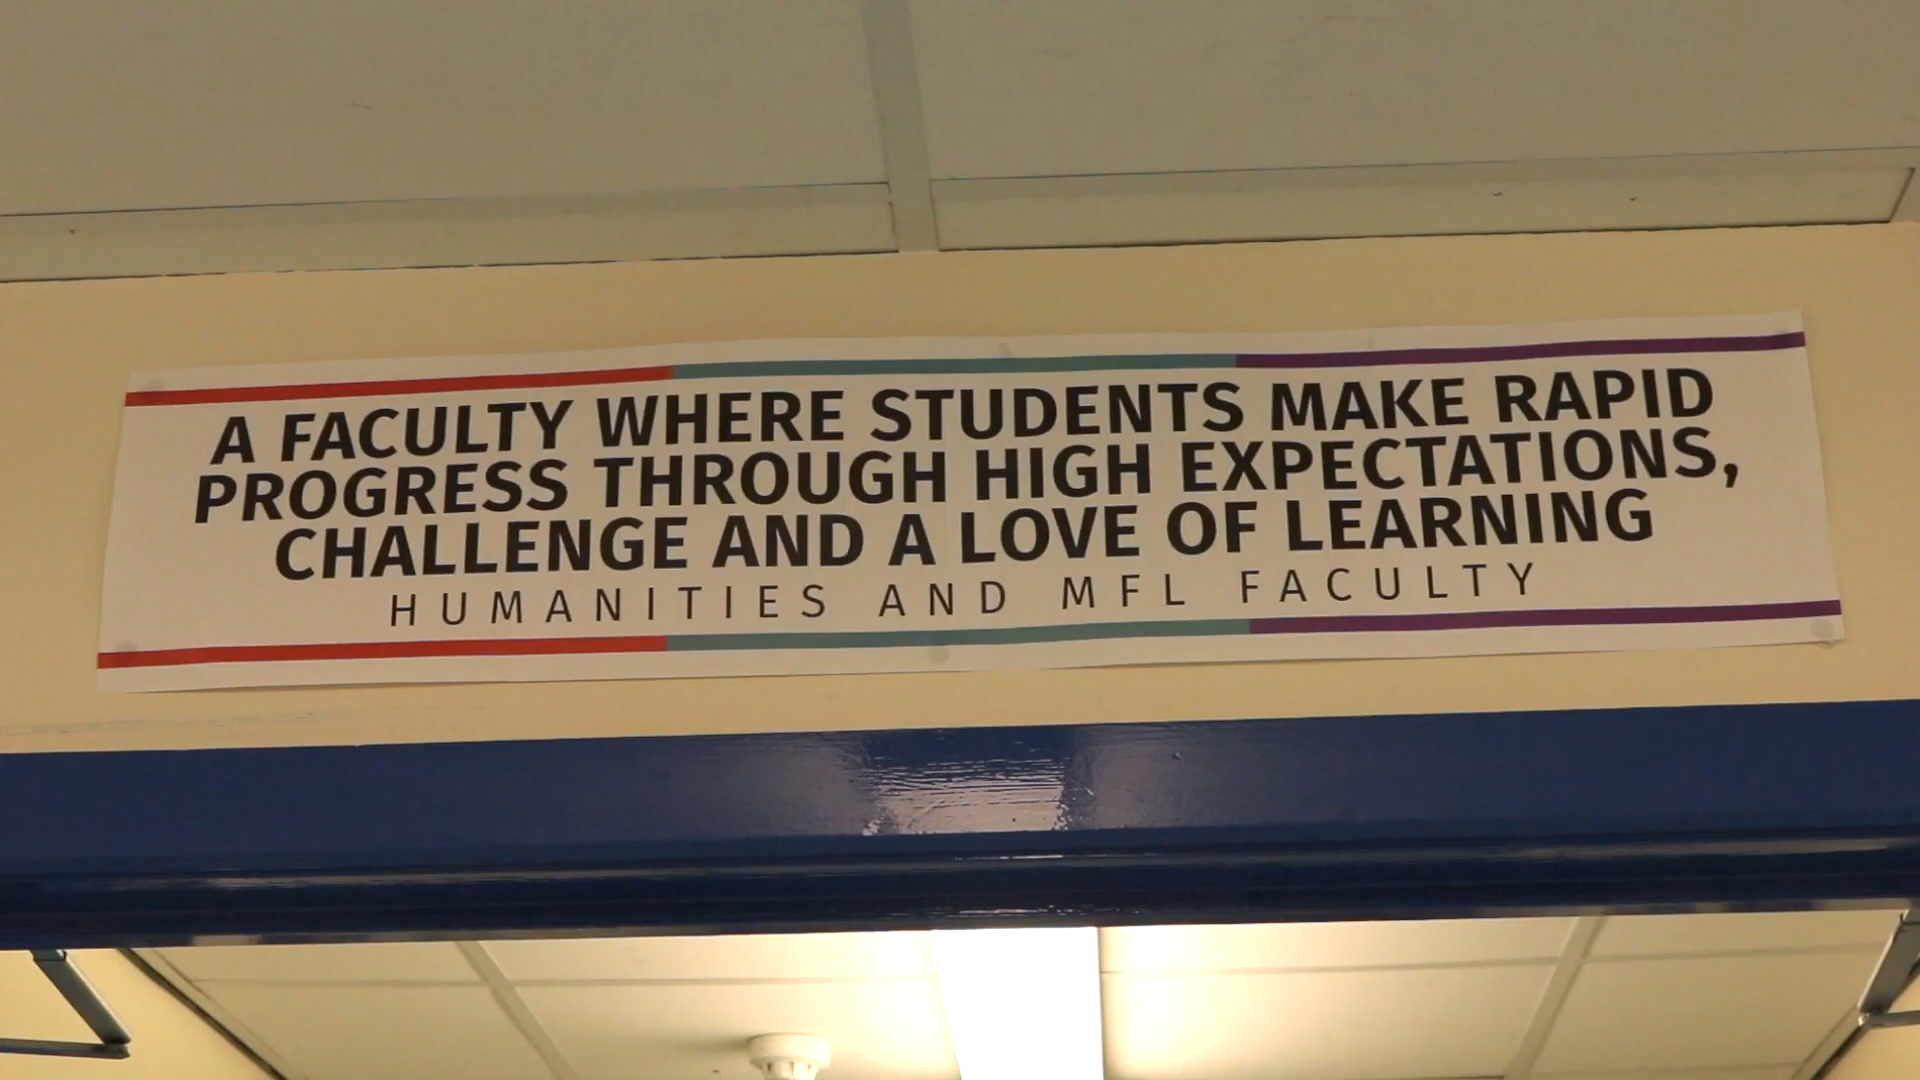 A FACULTY WHERE STUDENTS MAKE RAPID
PROGRESS THROUGH HIGH EXPECTATIONS,
CHALLENGE AND A LOVE OF LEARNING
HUMANITIES AND MFL FACULTY